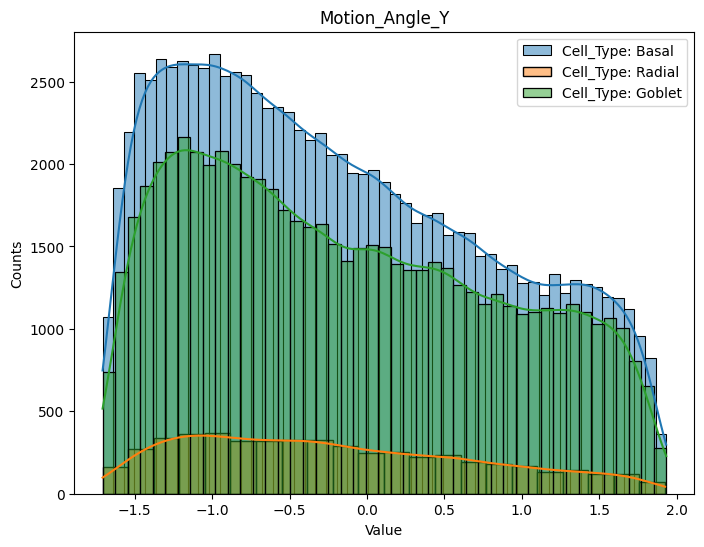 Motion_Angle_Y
Cell_Type: Basal
Cell_Type: Radial
Cell_Type: Goblet
Counts
2500
2000
1500
1000
500
0
−1.5 −1.0 −0.5 0.0 0.5 1.0 1.5 2.0
Value